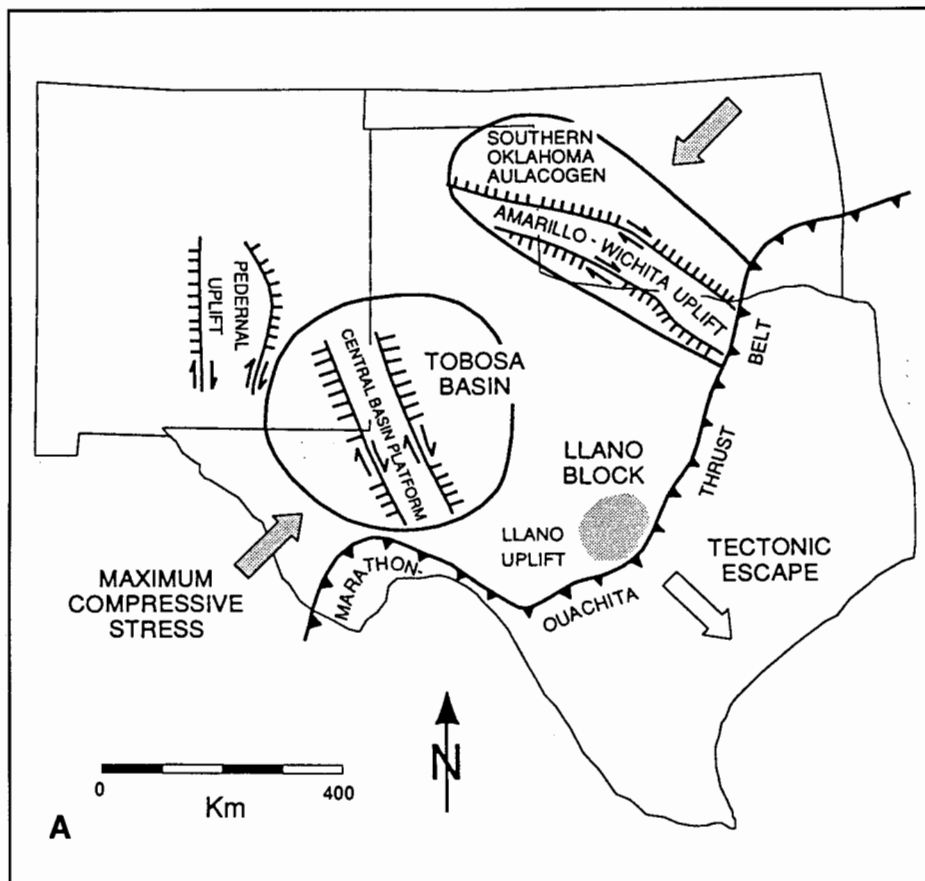 SOUTHERN
OKLAHOMA
AULACOGEN
AMARILLO - WICHITA UPLIFT
PEDERNAL
UPLIFT
TOBOSA
BASIN
CENTRAL BASIN PLATFORM
BELT
THRUST
LLANO
BLOCK
LLANO
UPLIFT
TECTONIC
ESCAPE
MAXIMUM
COMPRESSIVE
STRESS
MARATHON-
OUACHITA
N
0
400
Km
A